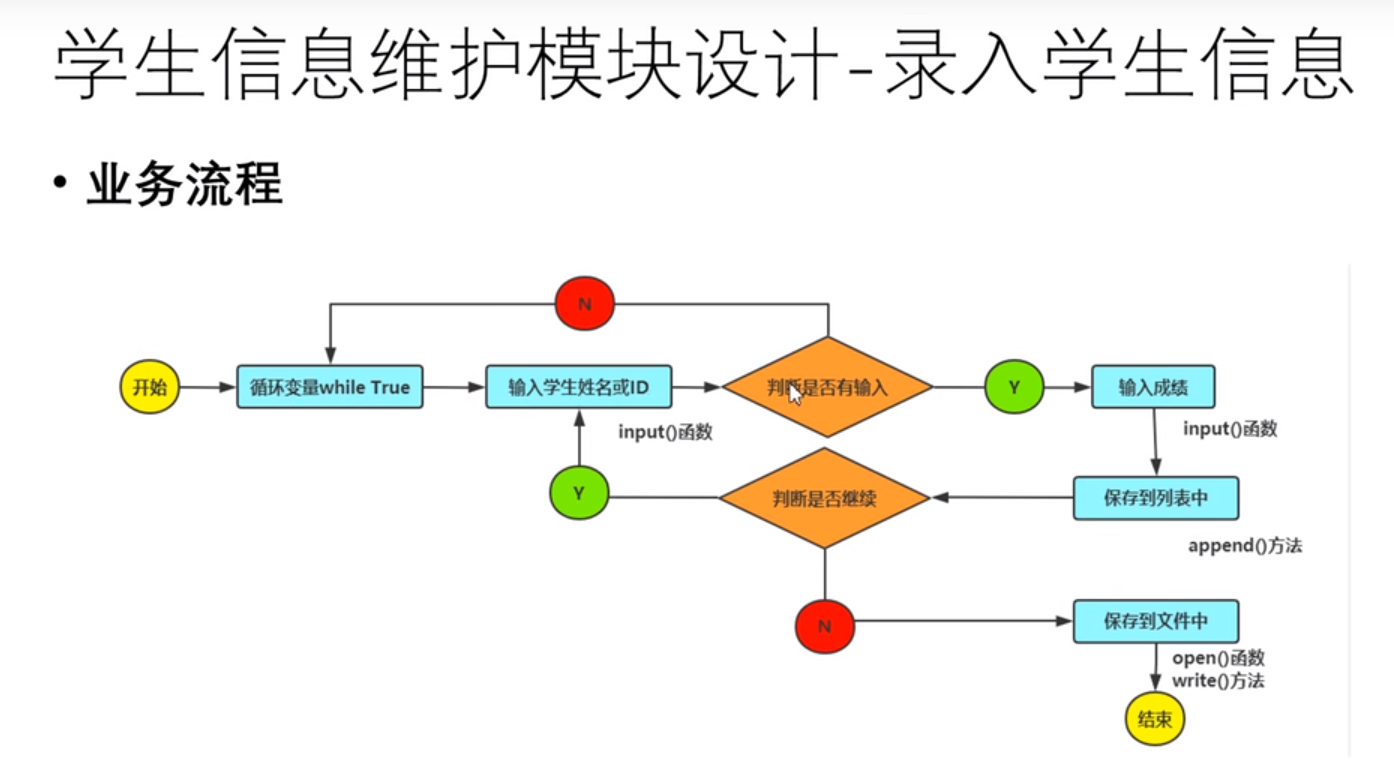 学生信息维护模块设计-录入学生信息
• 业务流程
N
开始
循环变量while True
输入学生姓名或ID
判断是否有输入
Y
输入成绩
input()函数
input()函数
Y
判断是否继续
保存到列表中
append()方法
N
保存到文件中
open()函数
write()方法
结束